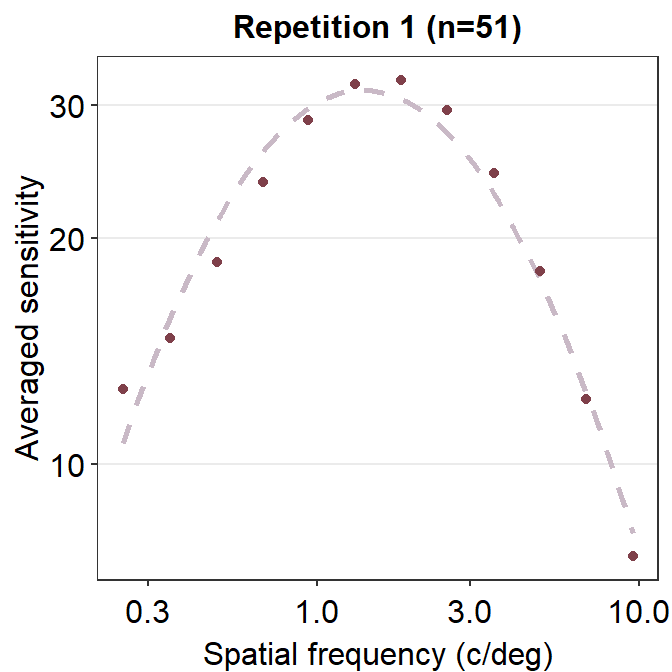 Repetition 1 (n=51)
30
20
10
Averaged sensitivity
0.3 1.0 3.0 10.0
Spatial frequency (c/deg)